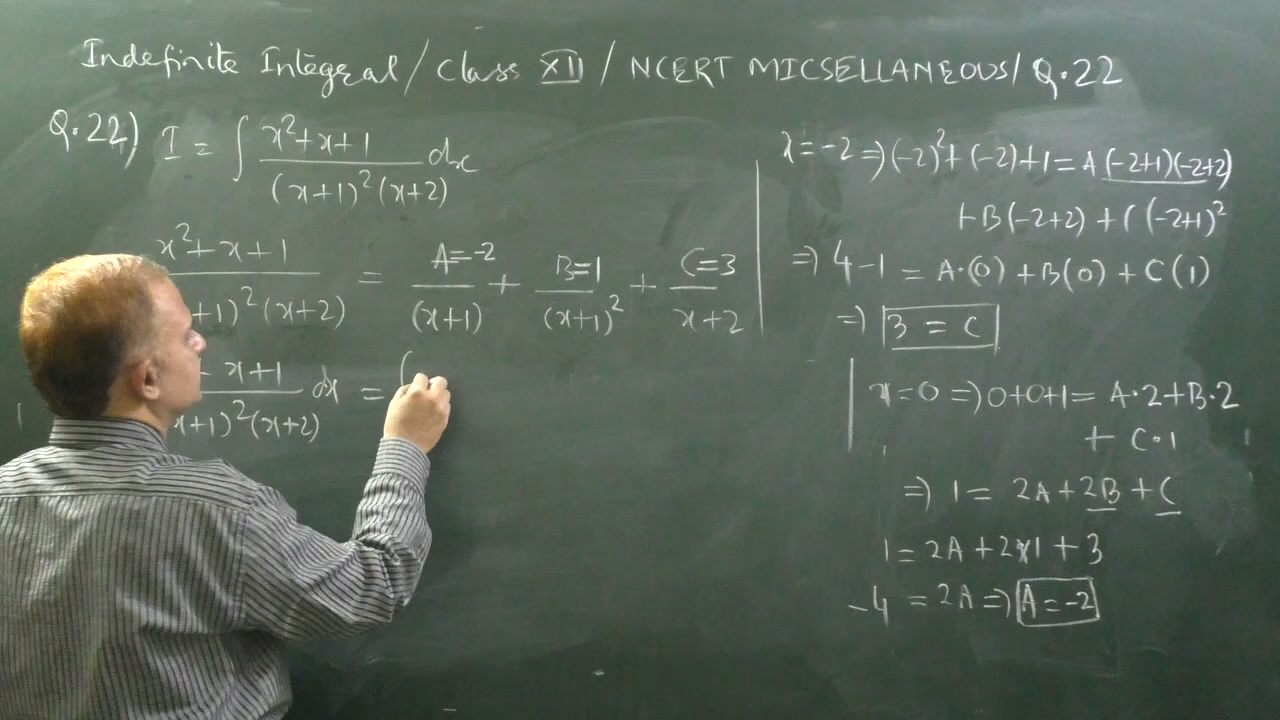 Indefinite Integral / Class XII / NCERT MICSELLANEOUS / Q.22
Q.22) I = ∫ x²+x+1 dx
(x+1)²(x+2)
x²+x+1 = A=-2 + B=1 + C=3
+1)²(x+2) (x+1) (x+1)² x+2
x+1 dx = ∫
x+1)²(x+2)
x=-2 ⇒ (-2)²+(-2)+1 = A(-2+1)(-2+2)
+B(-2+2)+C(-2+1)²
⇒ 4-1 = A.(0)+B(0)+C(1)
⇒ 3 = C
x=0 ⇒ 0+0+1 = A.2+B.2
+ C.1
⇒ 1 = 2A+2B+C
1 = 2A+2×1+3
-4 = 2A ⇒ A=-2